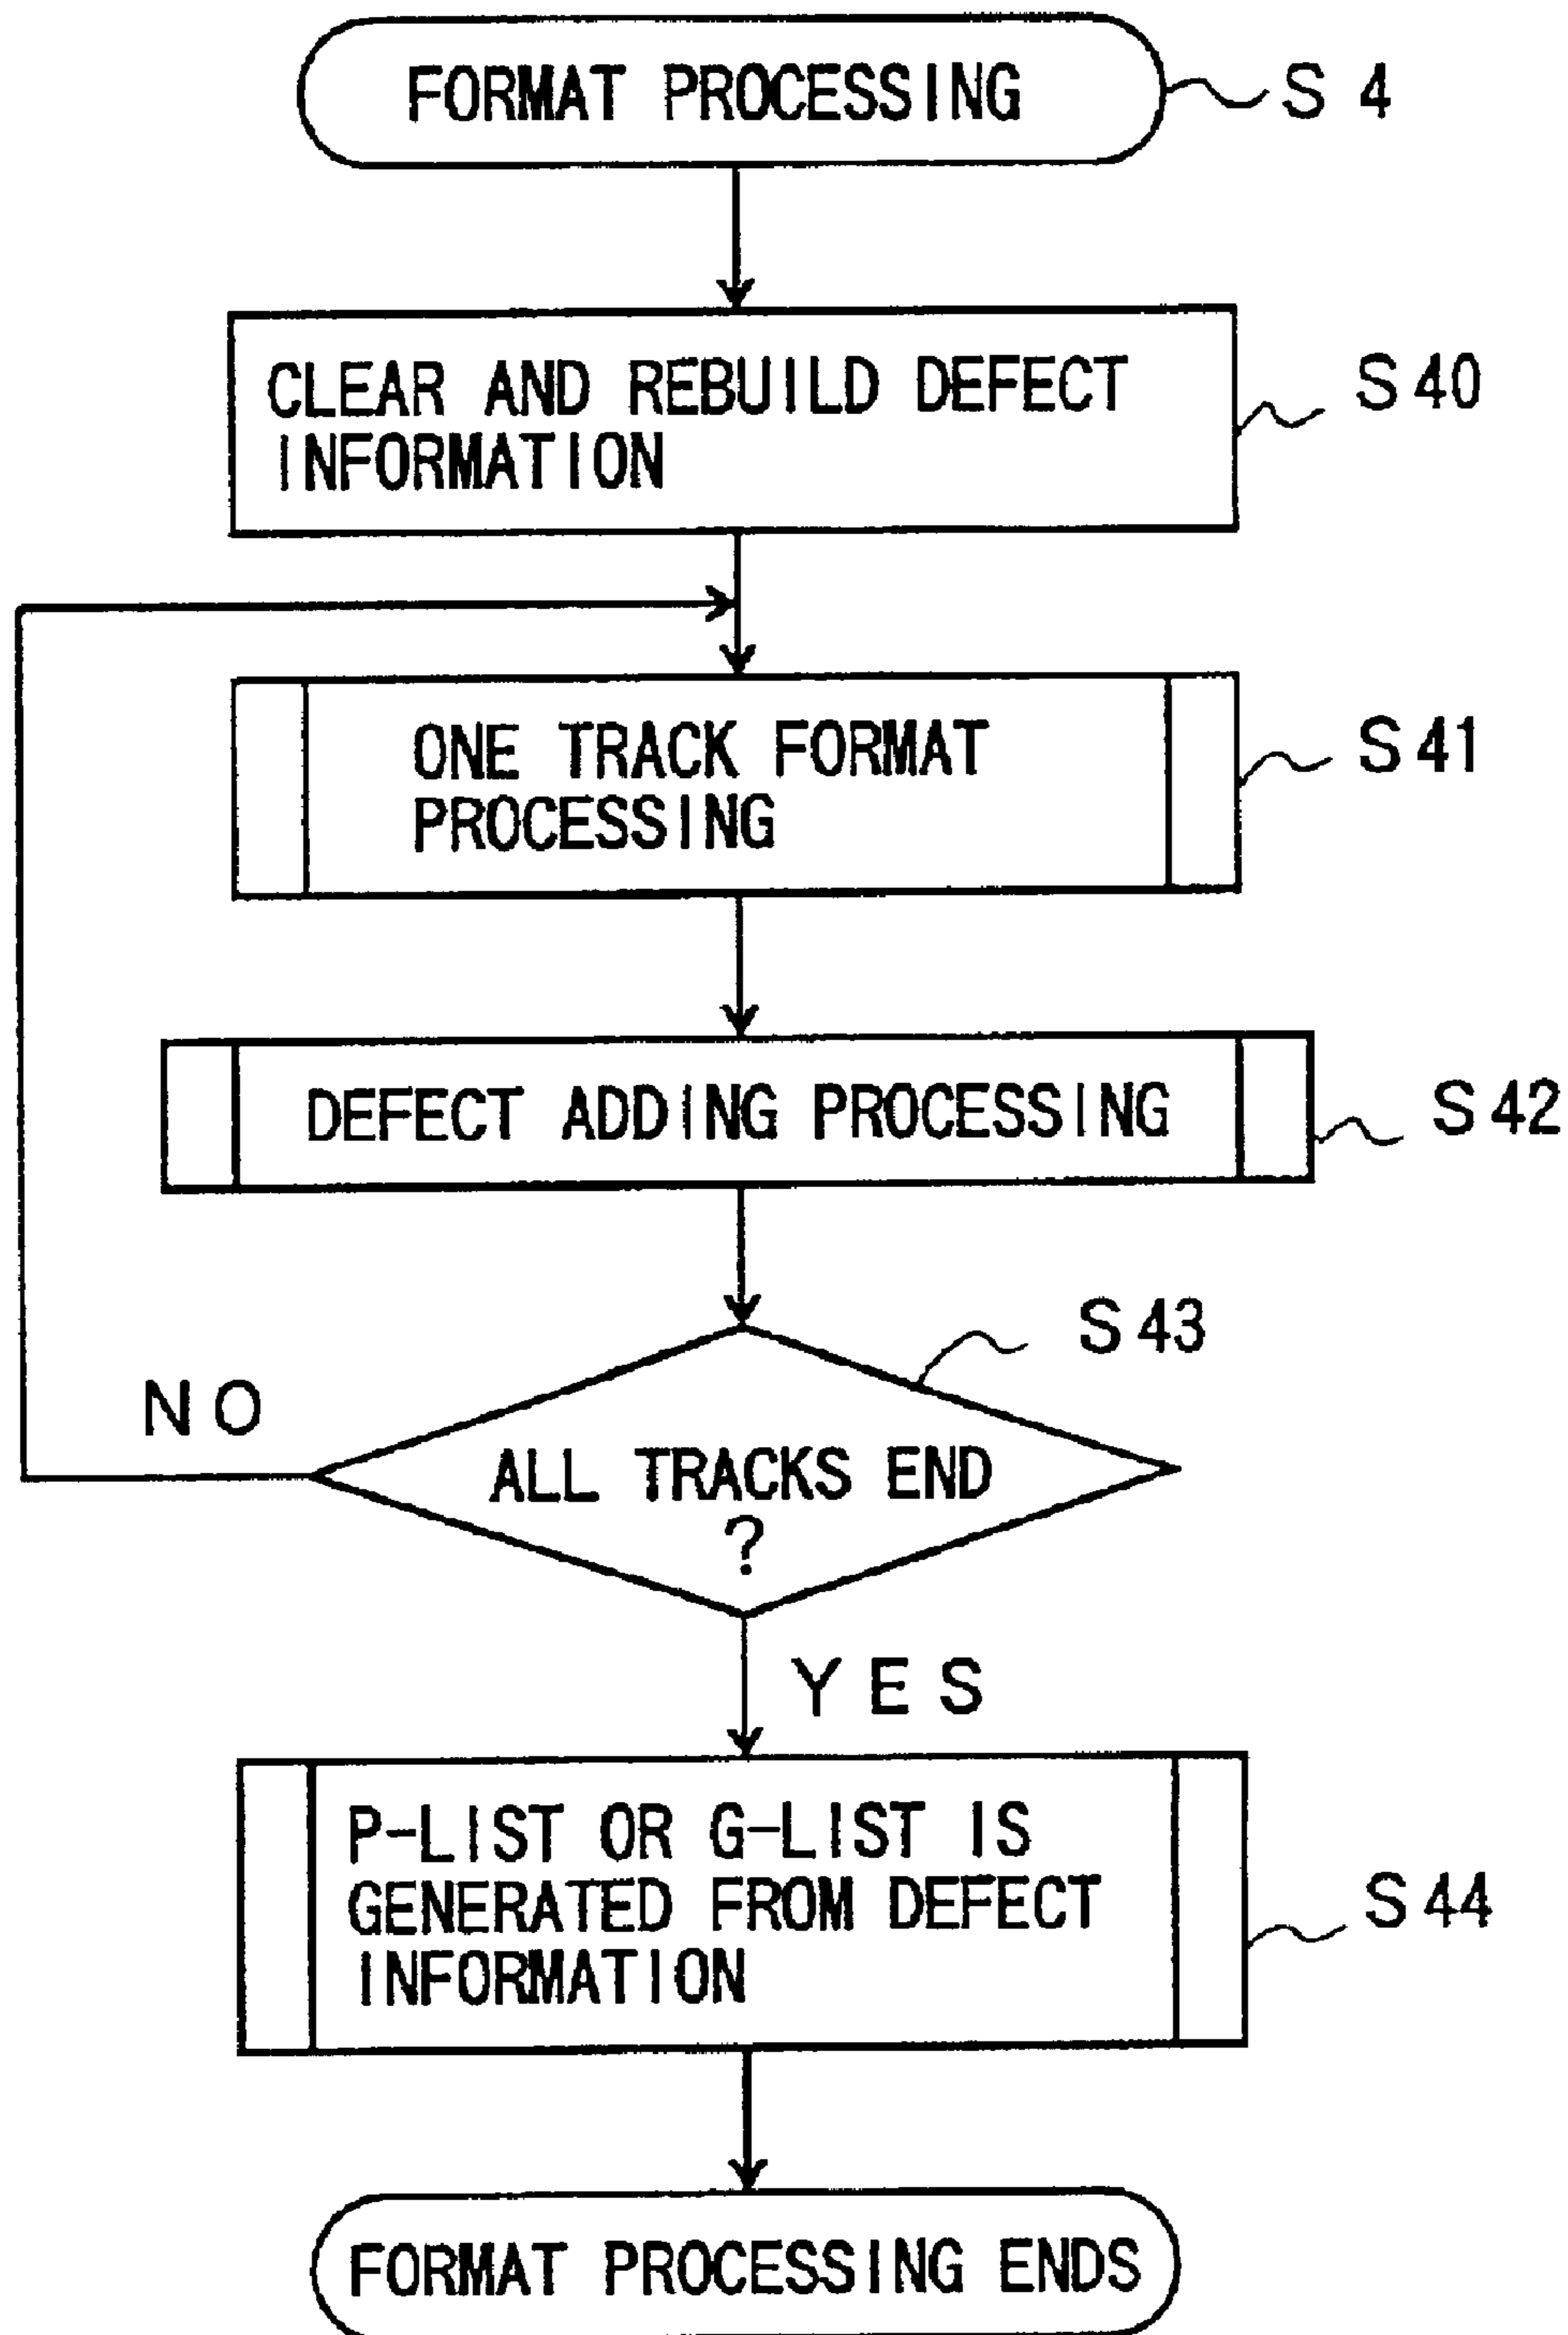 FORMAT PROCESSING
S 4
CLEAR AND REBUILD DEFECT
INFORMATION
S40
ONE TRACK FORMAT
PROCESSING
S41
DEFECT ADDING PROCESSING
S42
S43
NO
ALL TRACKS END
?
YES
P-LIST OR G-LIST IS
GENERATED FROM DEFECT
INFORMATION
S44
FORMAT PROCESSING ENDS